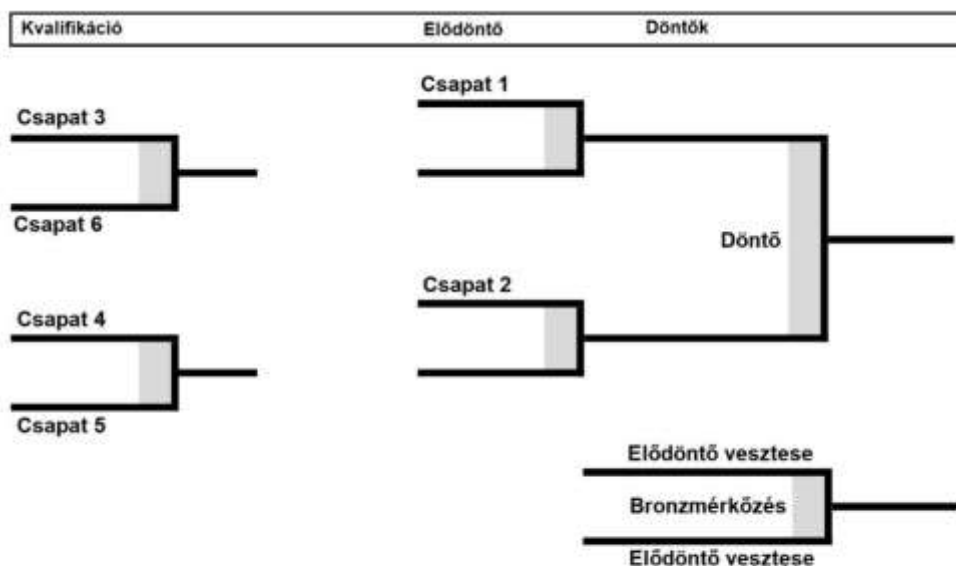 Kvalifikáció Elődöntő Döntők
Csapat 1
Csapat 3
Csapat 6
Döntő
Csapat 2
Csapat 4
Csapat 5
Elődöntő vesztese
Bronzmérkőzés
Elődöntő vesztese